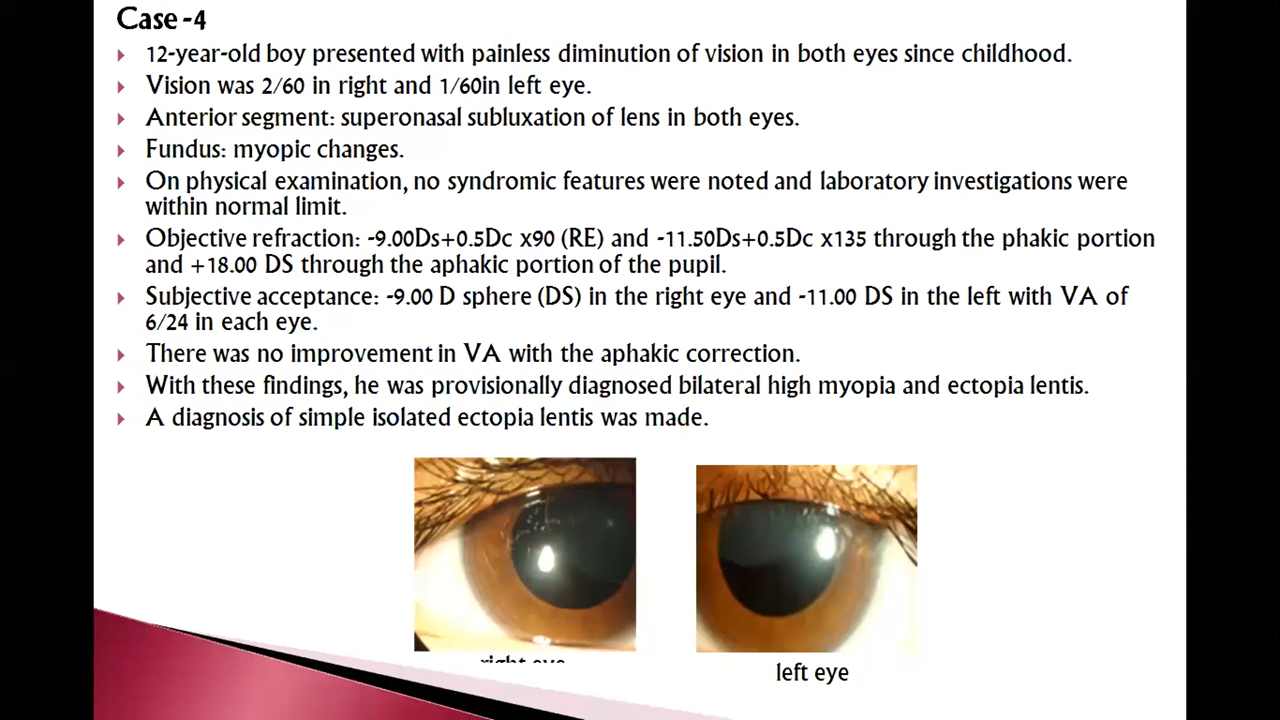 Case -4
12-year-old boy presented with painless diminution of vision in both eyes since childhood.
Vision was 2/60 in right and 1/60in left eye.
Anterior segment: superonasal subluxation of lens in both eyes.
Fundus: myopic changes.
On physical examination, no syndromic features were noted and laboratory investigations were
within normal limit.
Objective refraction: -9.00Ds+0.5Dc x90 (RE) and -11.50Ds+0.5Dc x135 through the phakic portion
and +18.00 DS through the aphakic portion of the pupil.
Subjective acceptance: -9.00 D sphere (DS) in the right eye and -11.00 DS in the left with VA of
6/24 in each eye.
There was no improvement in VA with the aphakic correction.
With these findings, he was provisionally diagnosed bilateral high myopia and ectopia lentis.
A diagnosis of simple isolated ectopia lentis was made.
right eye
left eye